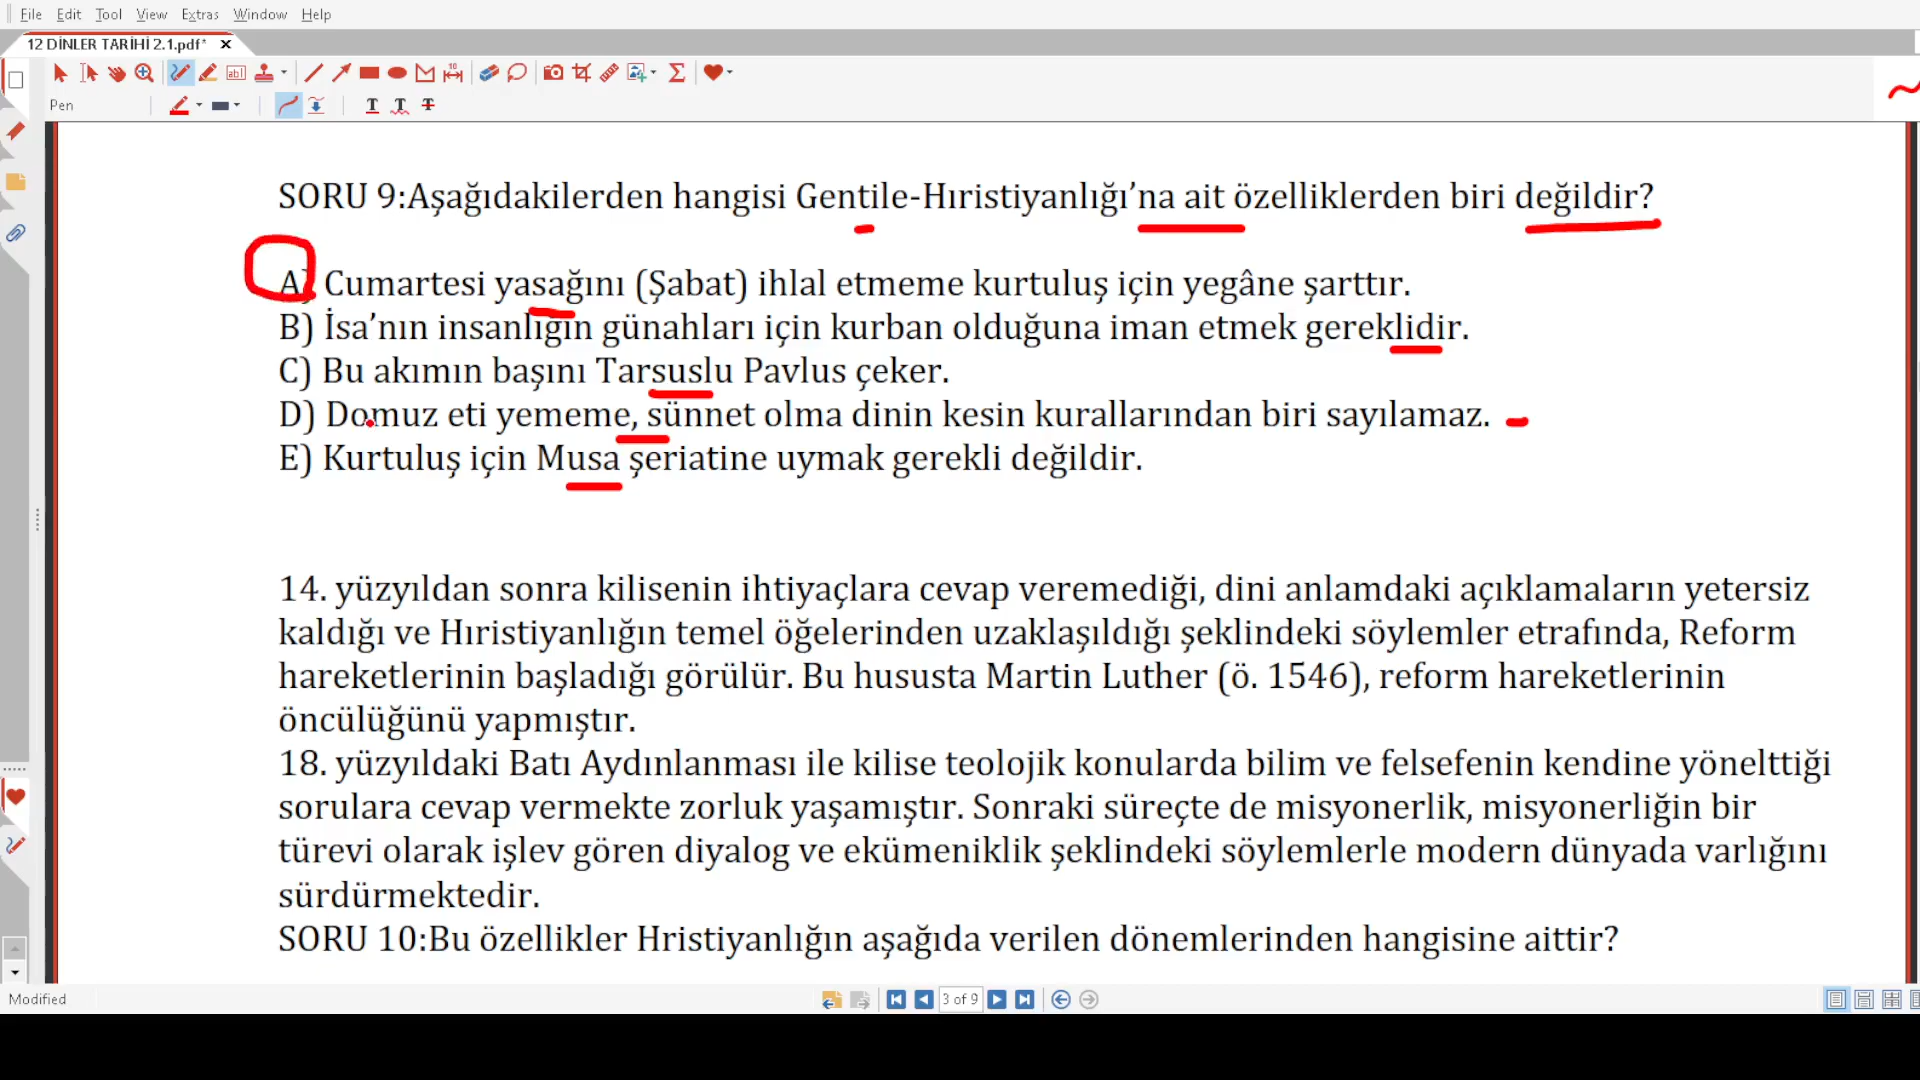 File Edit Tool View Extras Window Help
12 DİNLER TARİHİ 2.1.pdf*
Pen
SORU 9:Aşağıdakilerden hangisi Gentile-Hıristiyanlığı’na ait özelliklerden biri değildir?
A) Cumartesi yasağını (Şabat) ihlal etmeme kurtuluş için yegâne şarttır.
B) İsa’nın insanlığın günahları için kurban olduğuna iman etmek gereklidir.
C) Bu akımın başını Tarsuslu Pavlus çeker.
D) Domuz eti yememe, sünnet olma dinin kesin kurallarından biri sayılamaz.
E) Kurtuluş için Musa şeriatine uymak gerekli değildir.
14. yüzyıldan sonra kilisenin ihtiyaçlara cevap veremediği, dini anlamdaki açıklamaların yetersiz
kaldığı ve Hıristiyanlığın temel öğelerinden uzaklaşıldığı şeklindeki söylemler etrafında, Reform
hareketlerinin başladığı görülür. Bu hususta Martin Luther (ö. 1546), reform hareketlerinin
öncülüğünü yapmıştır.
18. yüzyıldaki Batı Aydınlanması ile kilise teolojik konularda bilim ve felsefenin kendine yönelttiği
sorulara cevap vermekte zorluk yaşamıştır. Sonraki süreçte de misyonerlik, misyonerliğin bir
türevi olarak işlev gören diyalog ve ekümeniklik şeklindeki söylemlerle modern dünyada varlığını
sürdürmektedir.
SORU 10:Bu özellikler Hristiyanlığın aşağıda verilen dönemlerinden hangisine aittir?
Modified
3 of 9